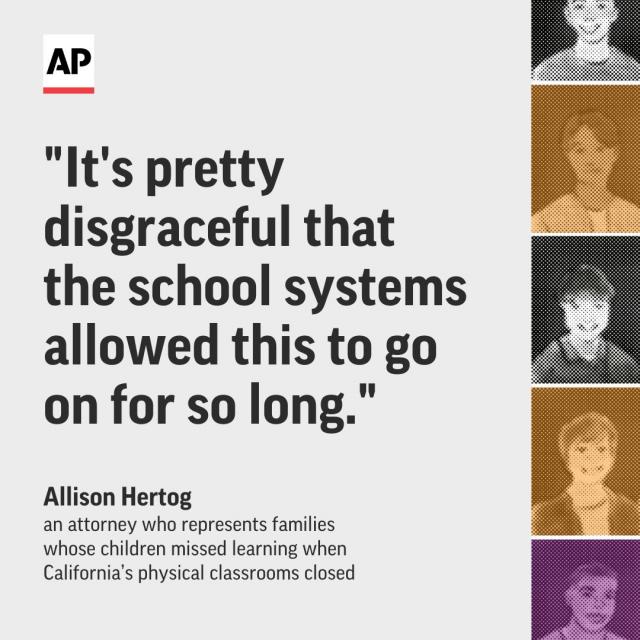 AP
"It's pretty
disgraceful that
the school systems
allowed this to go
on for so long."
Allison Hertog
an attorney who represents families
whose children missed learning when
California's physical classrooms closed